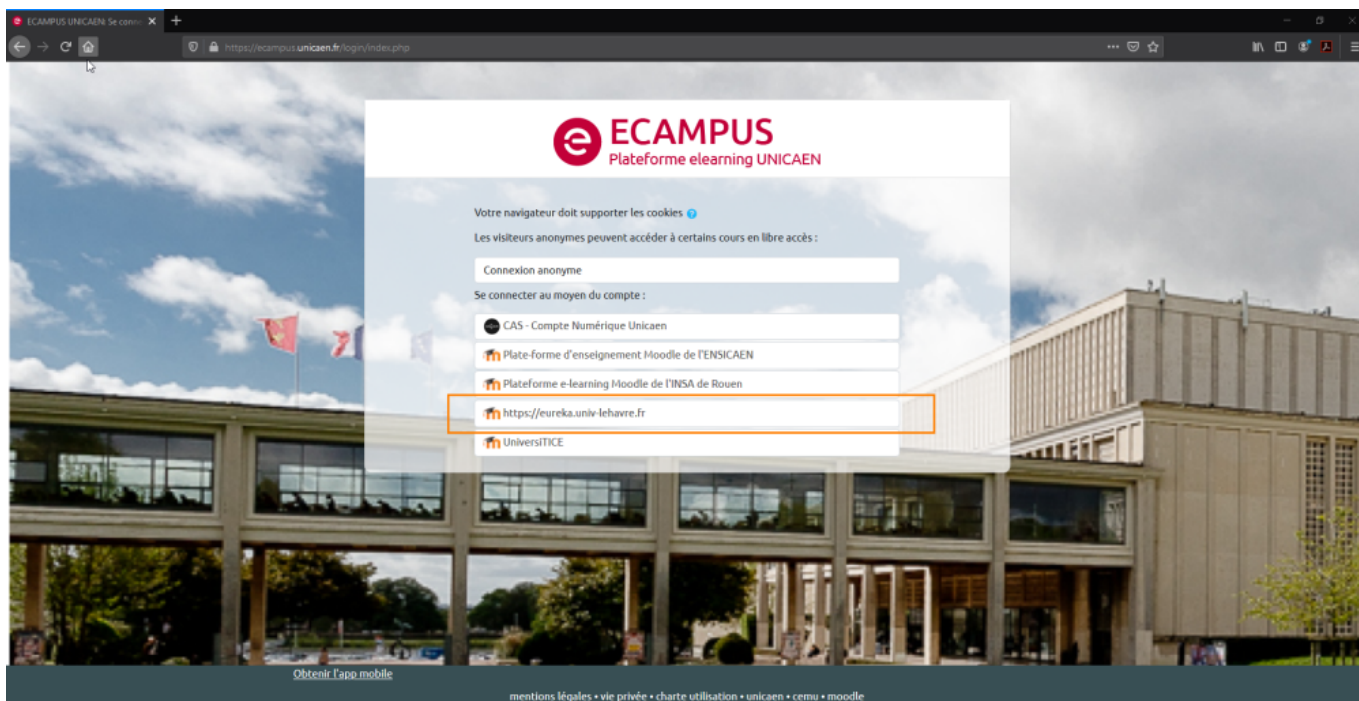 ECAMPUS UNICAEN: Se conne
https://ecampus.unicaen.fr/login/index.php
ECAMPUS
Plateforme elearning UNICAEN
Votre navigateur doit supporter les cookies
Les visiteurs anonymes peuvent accéder à certains cours en libre accès :
Connexion anonyme
Se connecter au moyen du compte :
CAS - Compte Numérique Unicaen
Plate-forme d'enseignement Moodle de l'ENSICAEN
Plateforme e-learning Moodle de l'INSA de Rouen
https://eureka.univ-lehavre.fr
UniversiTICE
Obtenir l'app mobile
mentions légales • vie privée • charte utilisation • unicaen • cemu • moodle